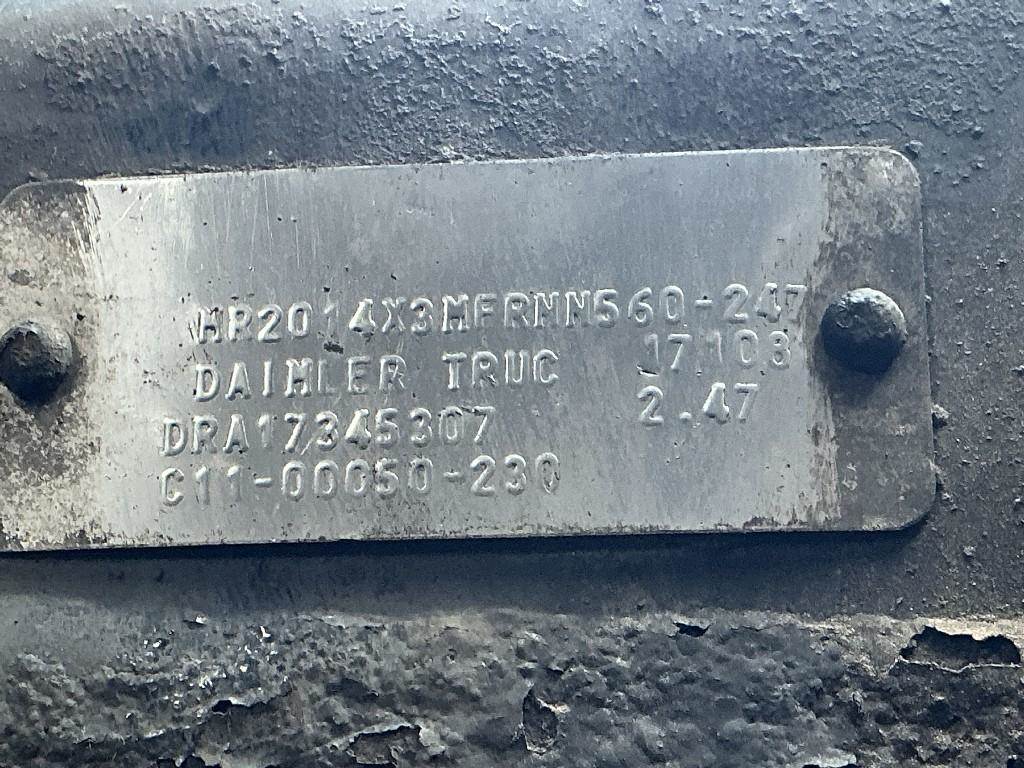 MR2014X3MFRNN560-247
DAIMLER TRUC 17103
DRA17345307 2.47
C11-00050-230